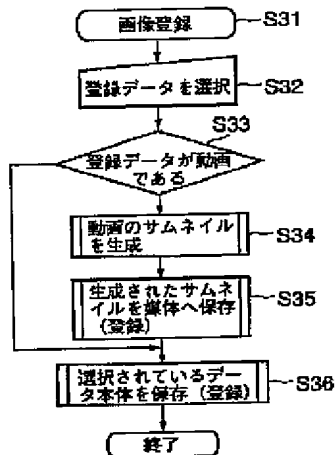 画像登録
S31
登録データを選択
S32
S33
登録データが動画
である
動画のサムネイル
を生成
S34
生成されたサムネ
イルを媒体へ保存
(登録)
S35
選択されているデー
タ本体を保存(登録)
S36
終了